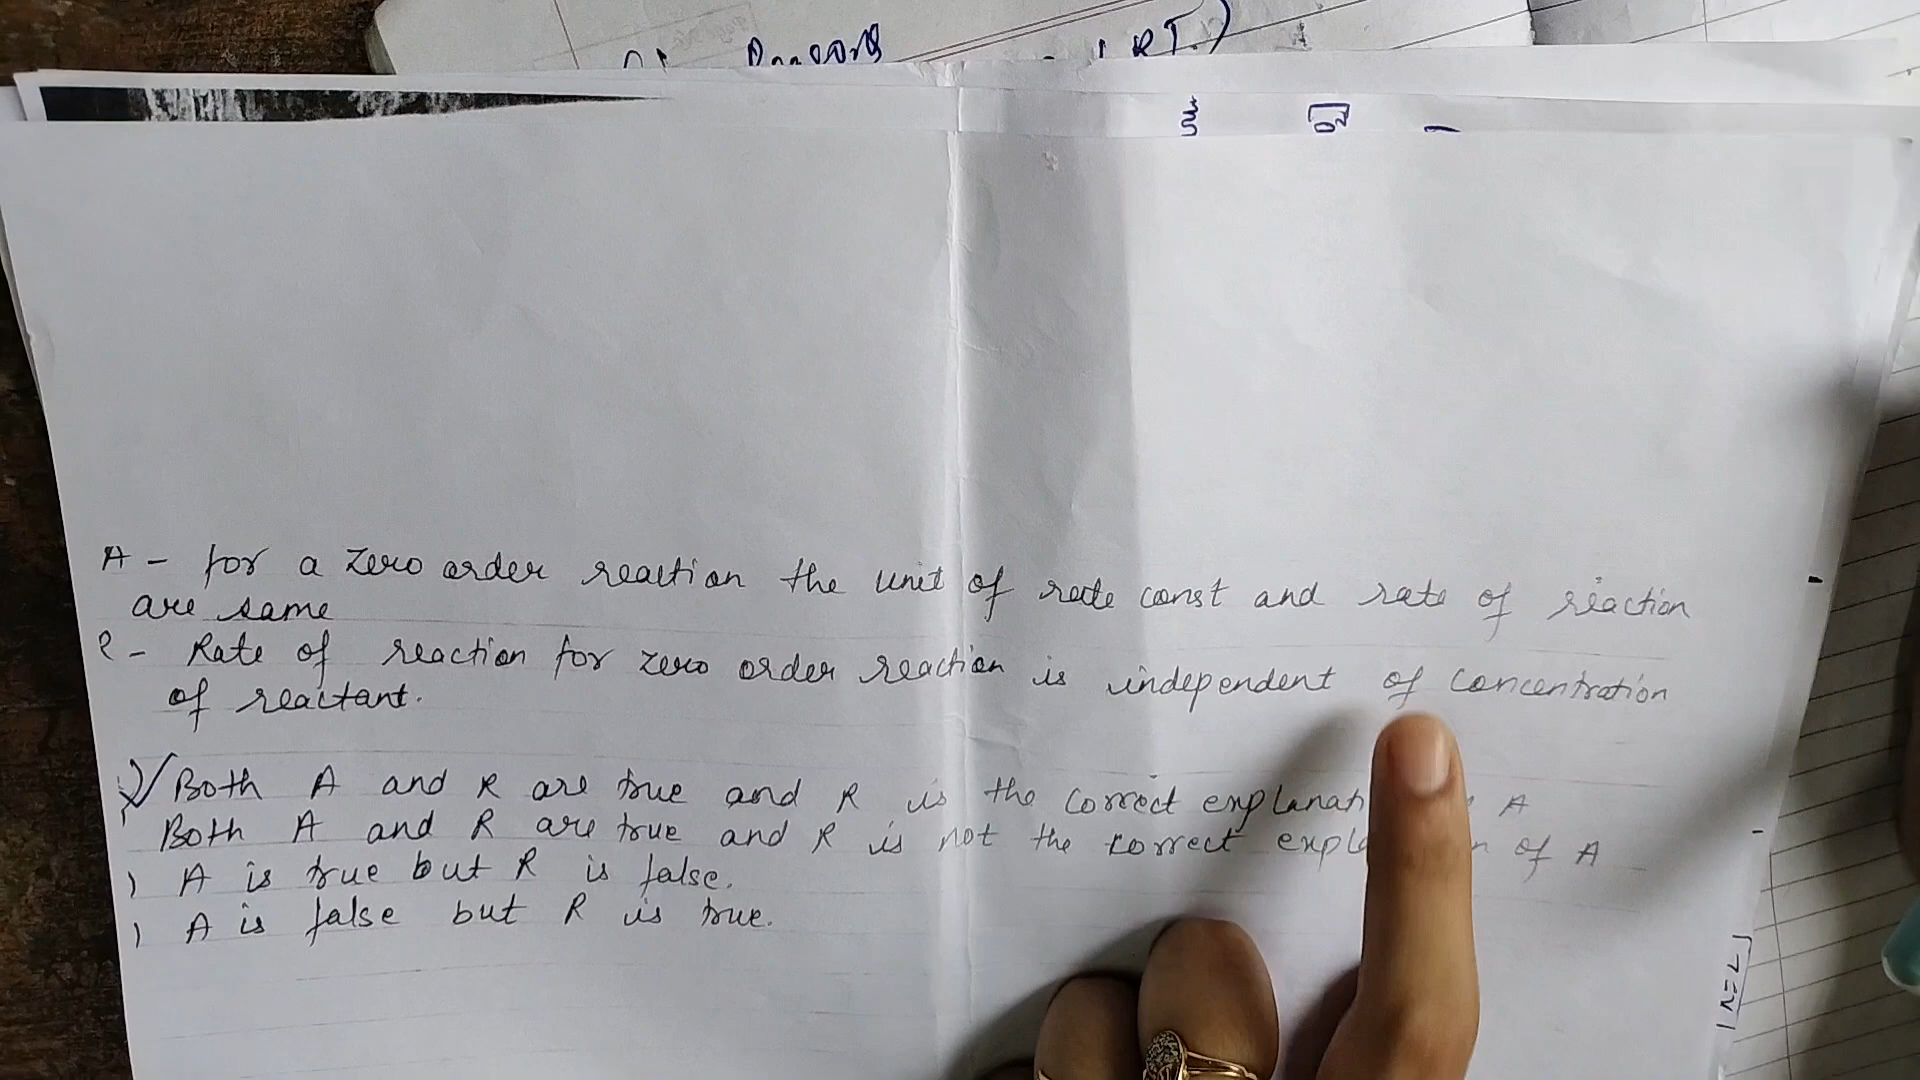 RT.)
A - for a zero order reaction the unit of rate const and rate of reaction
are same
R - Rate of reaction for zero order reaction is independent of concentration
of reactant.
Both A and R are true and R is the correct A
Both A and R are true and R is not the correct of A
) A is true but R is false.
) A is false but R is true.